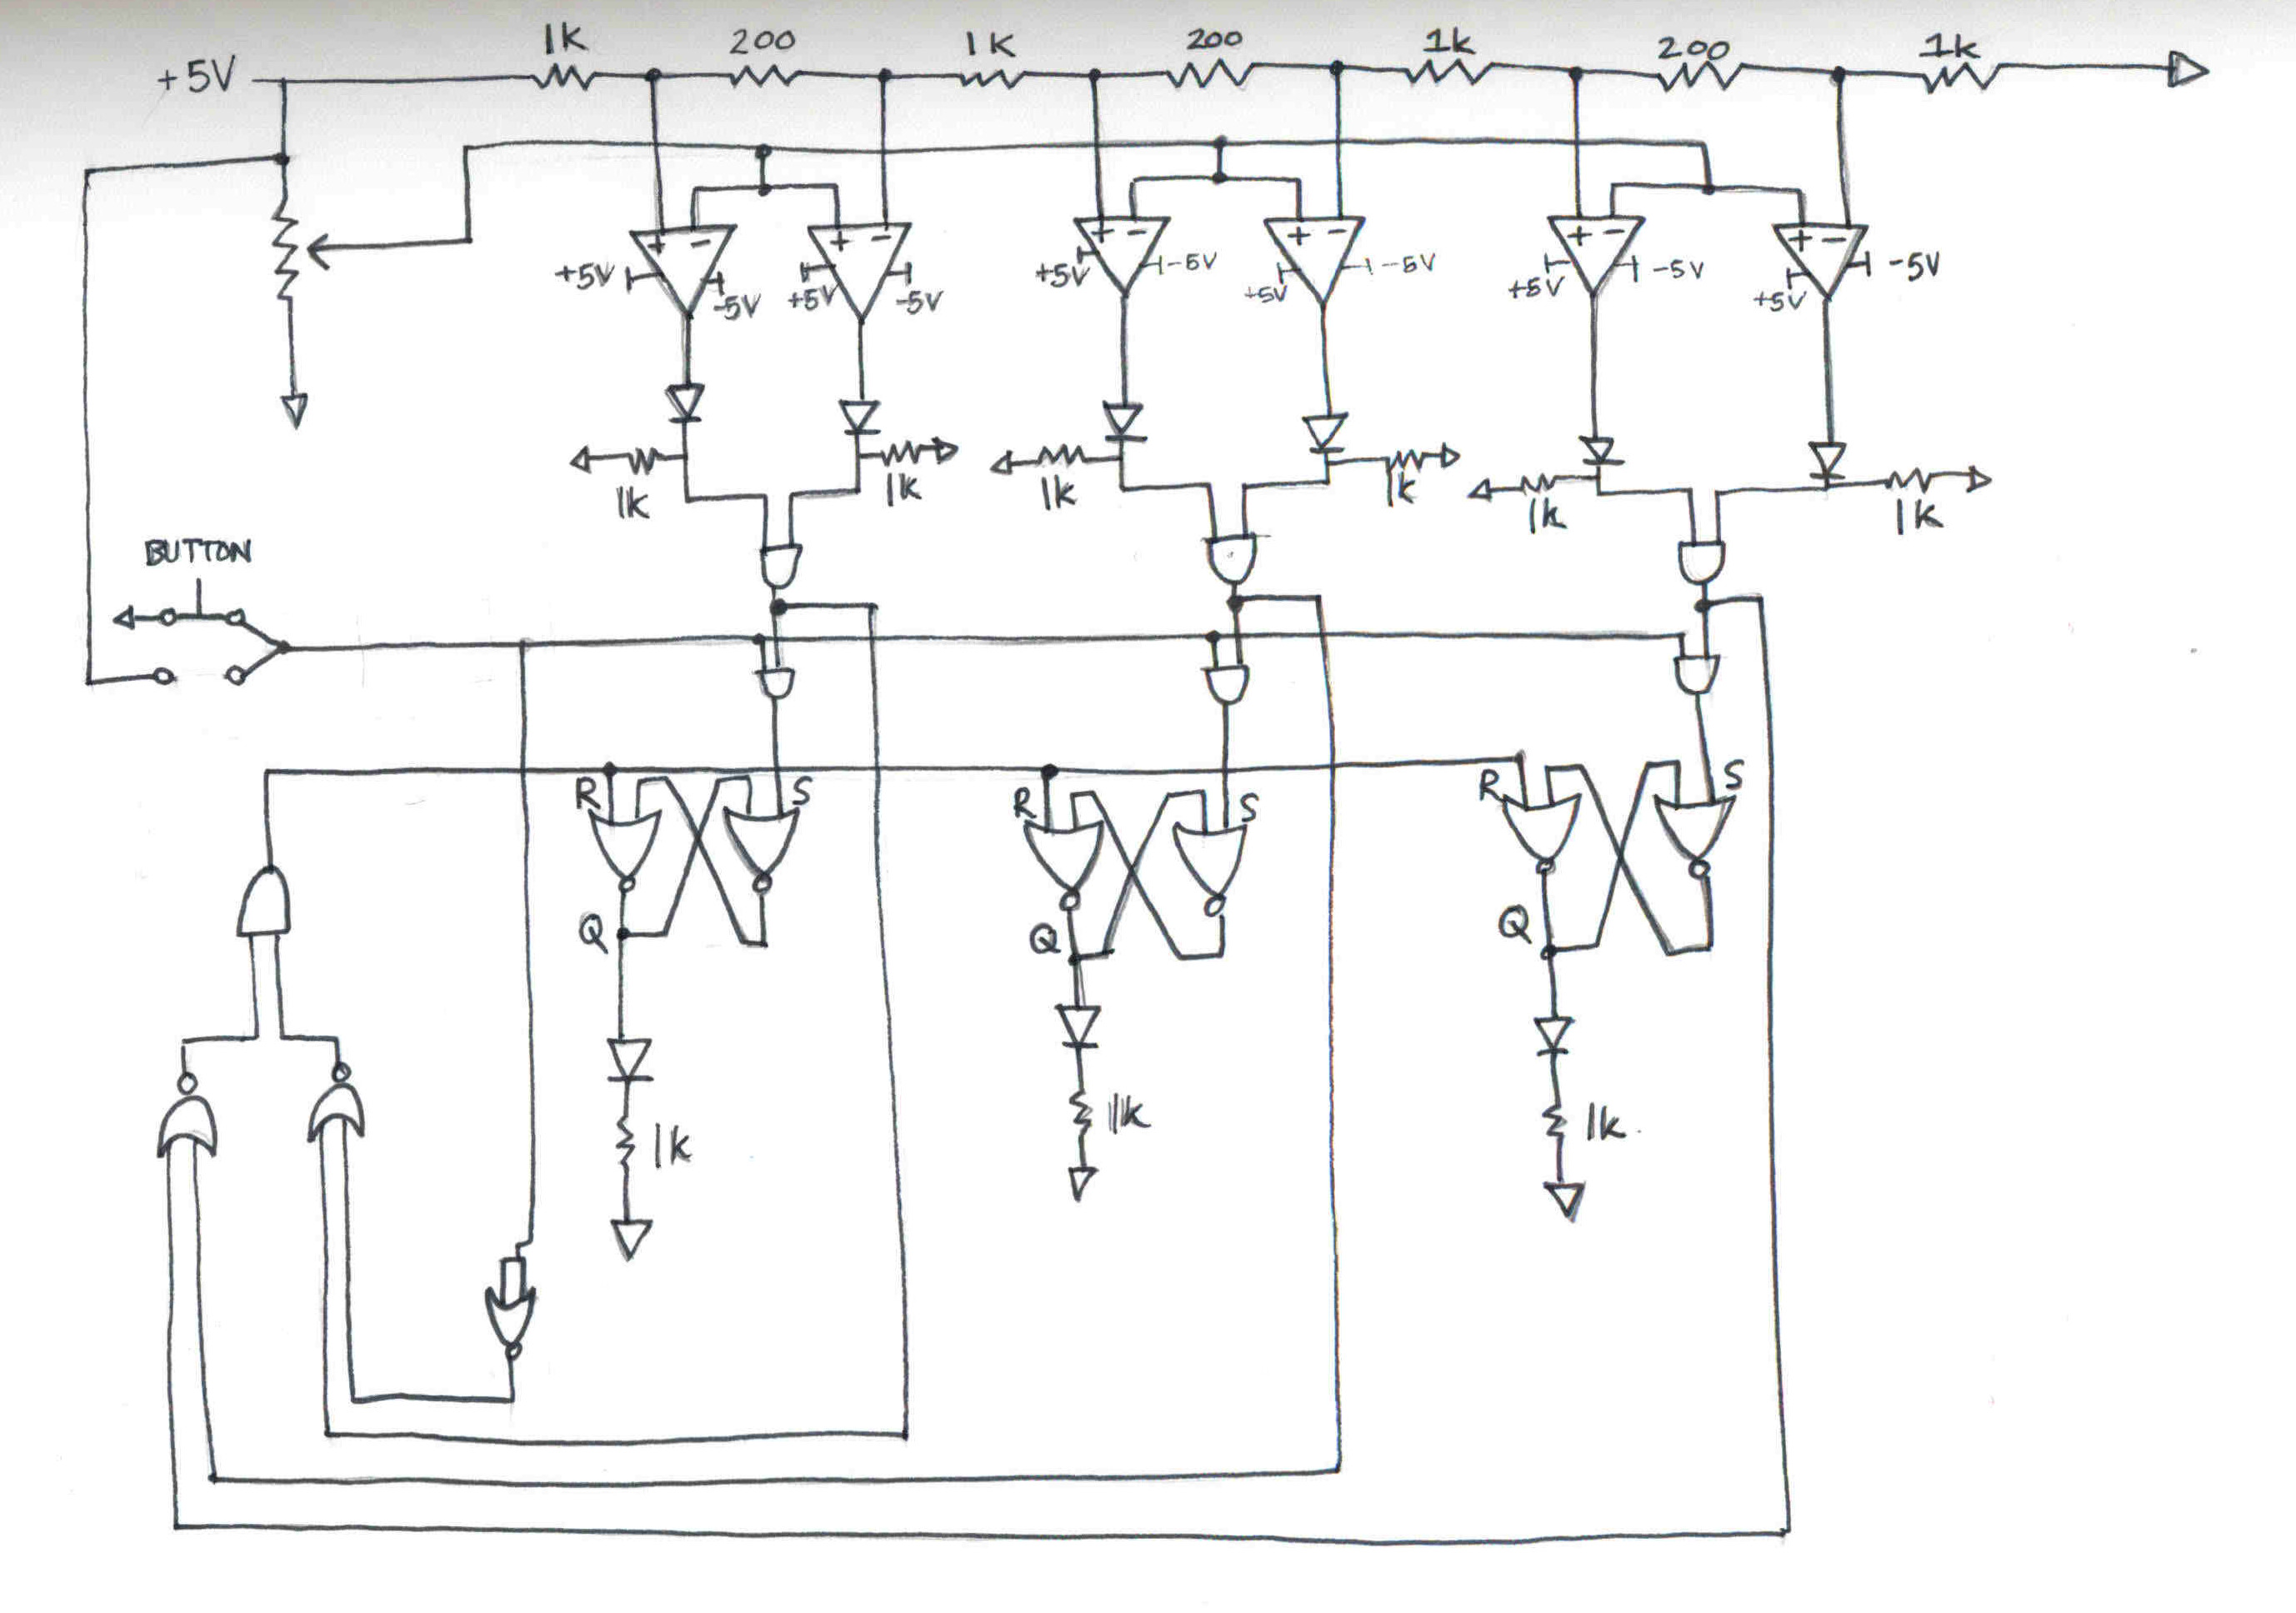 1k 200 1k 200 1k 200 1k
+5V
+ - + - + - + - + - + -
+5V -5V +5V -5V +5V -5V +5V -5V +5V -5V +5V -5V
1k 1k 1k 1k 1k 1k
BUTTON
R S R S R S
Q Q Q
1k 1k 1k.